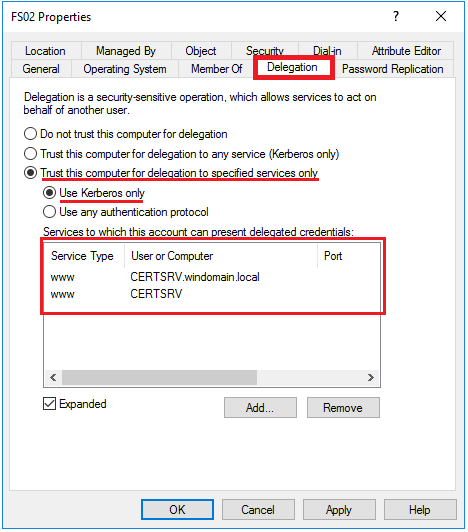 FS02 Properties
?
Location Managed By Object Security Dial-in Attribute Editor
General Operating System Member Of Delegation Password Replication
Delegation is a security-sensitive operation, which allows services to act on
behalf of another user.
Do not trust this computer for delegation
Trust this computer for delegation to any service (Kerberos only)
Trust this computer for delegation to specified services only
Use Kerberos only
Use any authentication protocol
Services to which this account can present delegated credentials:
Service Type User or Computer Port
www CERTSRV.windomain.local
www CERTSRV
Expanded Add... Remove
OK Cancel Apply Help